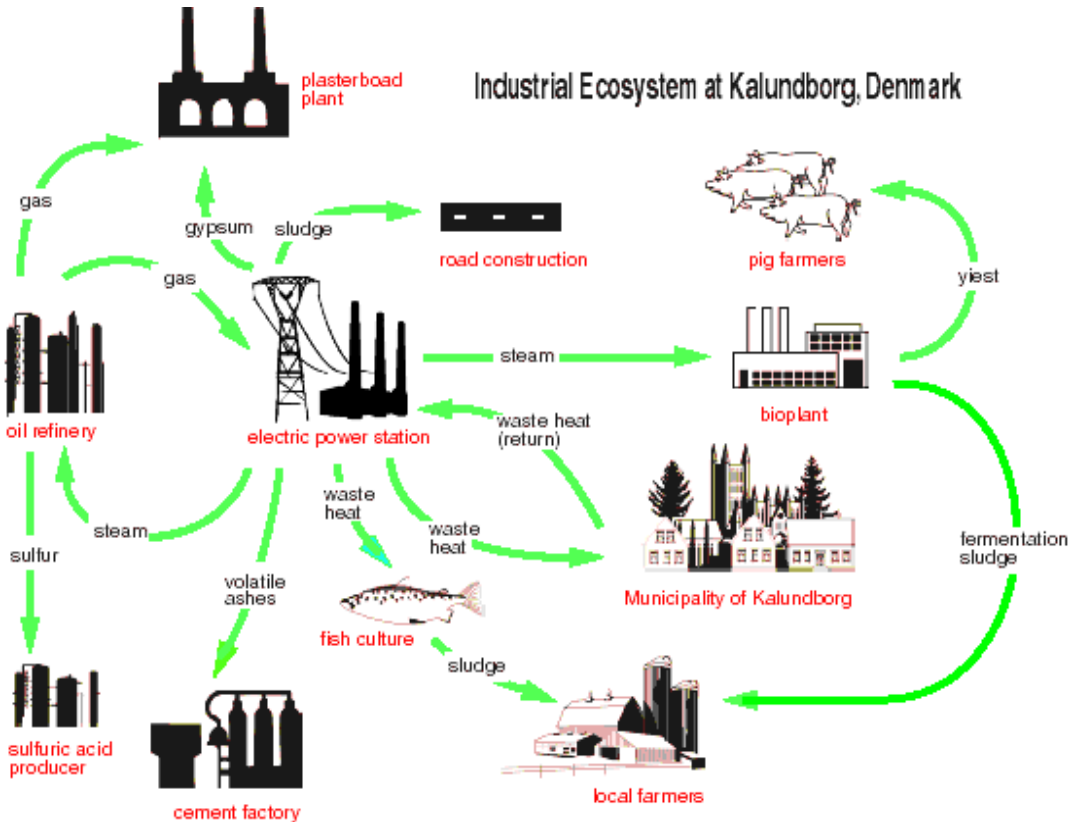 plasterboad
plant
Industrial Ecosystem at Kalundborg, Denmark
gas
gypsum
sludge
road construction
pig farmers
gas
yiest
steam
oil refinery
electric power station
waste heat
(return)
bioplant
steam
waste
heat
waste
heat
sulfur
fermentation
sludge
volatile
ashes
Municipality of Kalundborg
fish culture
sludge
sulfuric acid
producer
local farmers
cement factory